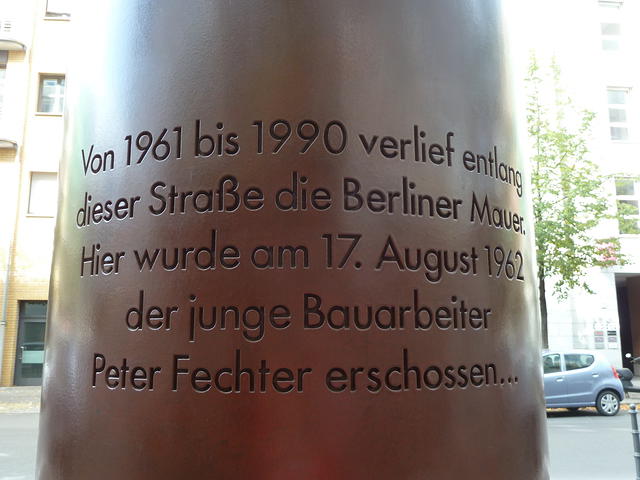 Von 1961 bis 1990 verlief entlang
dieser Straße die Berliner Mauer.
Hier wurde am 17. August 1962
der junge Bauarbeiter
Peter Fechter erschossen...